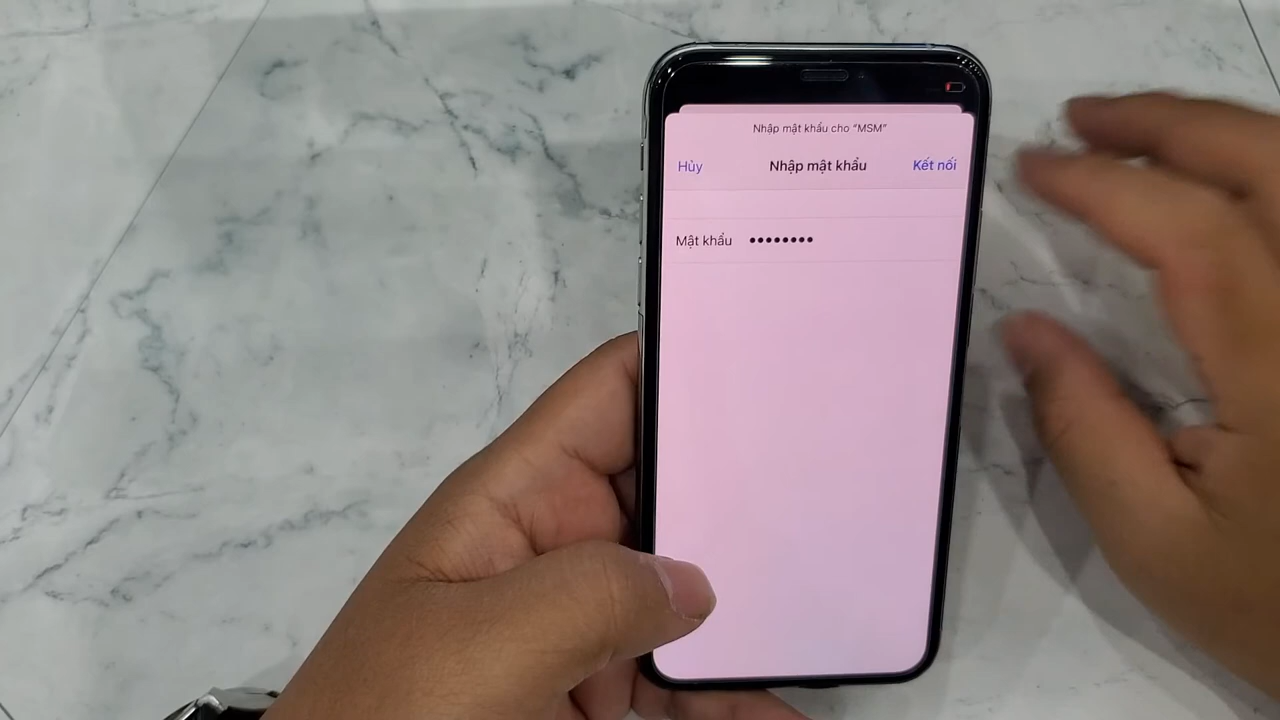 Nhập mật khẩu cho “MSM”
Hủy Nhập mật khẩu Kết nối
Mật khẩu ••••••••